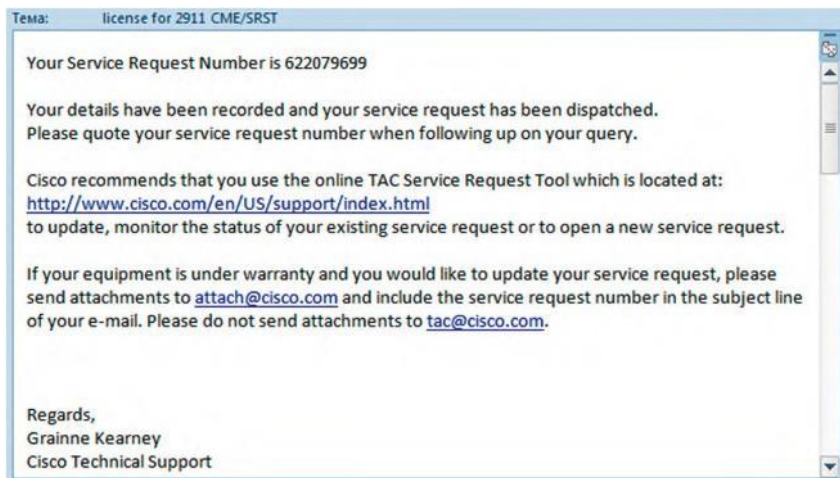 Тема: license for 2911 CME/SRST
Your Service Request Number is 622079699
Your details have been recorded and your service request has been dispatched.
Please quote your service request number when following up on your query.
Cisco recommends that you use the online TAC Service Request Tool which is located at:
http://www.cisco.com/en/US/support/index.html
to update, monitor the status of your existing service request or to open a new service request.
If your equipment is under warranty and you would like to update your service request, please
send attachments to attach@cisco.com and include the service request number in the subject line
of your e-mail. Please do not send attachments to tac@cisco.com.
Regards,
Grainne Kearney
Cisco Technical Support